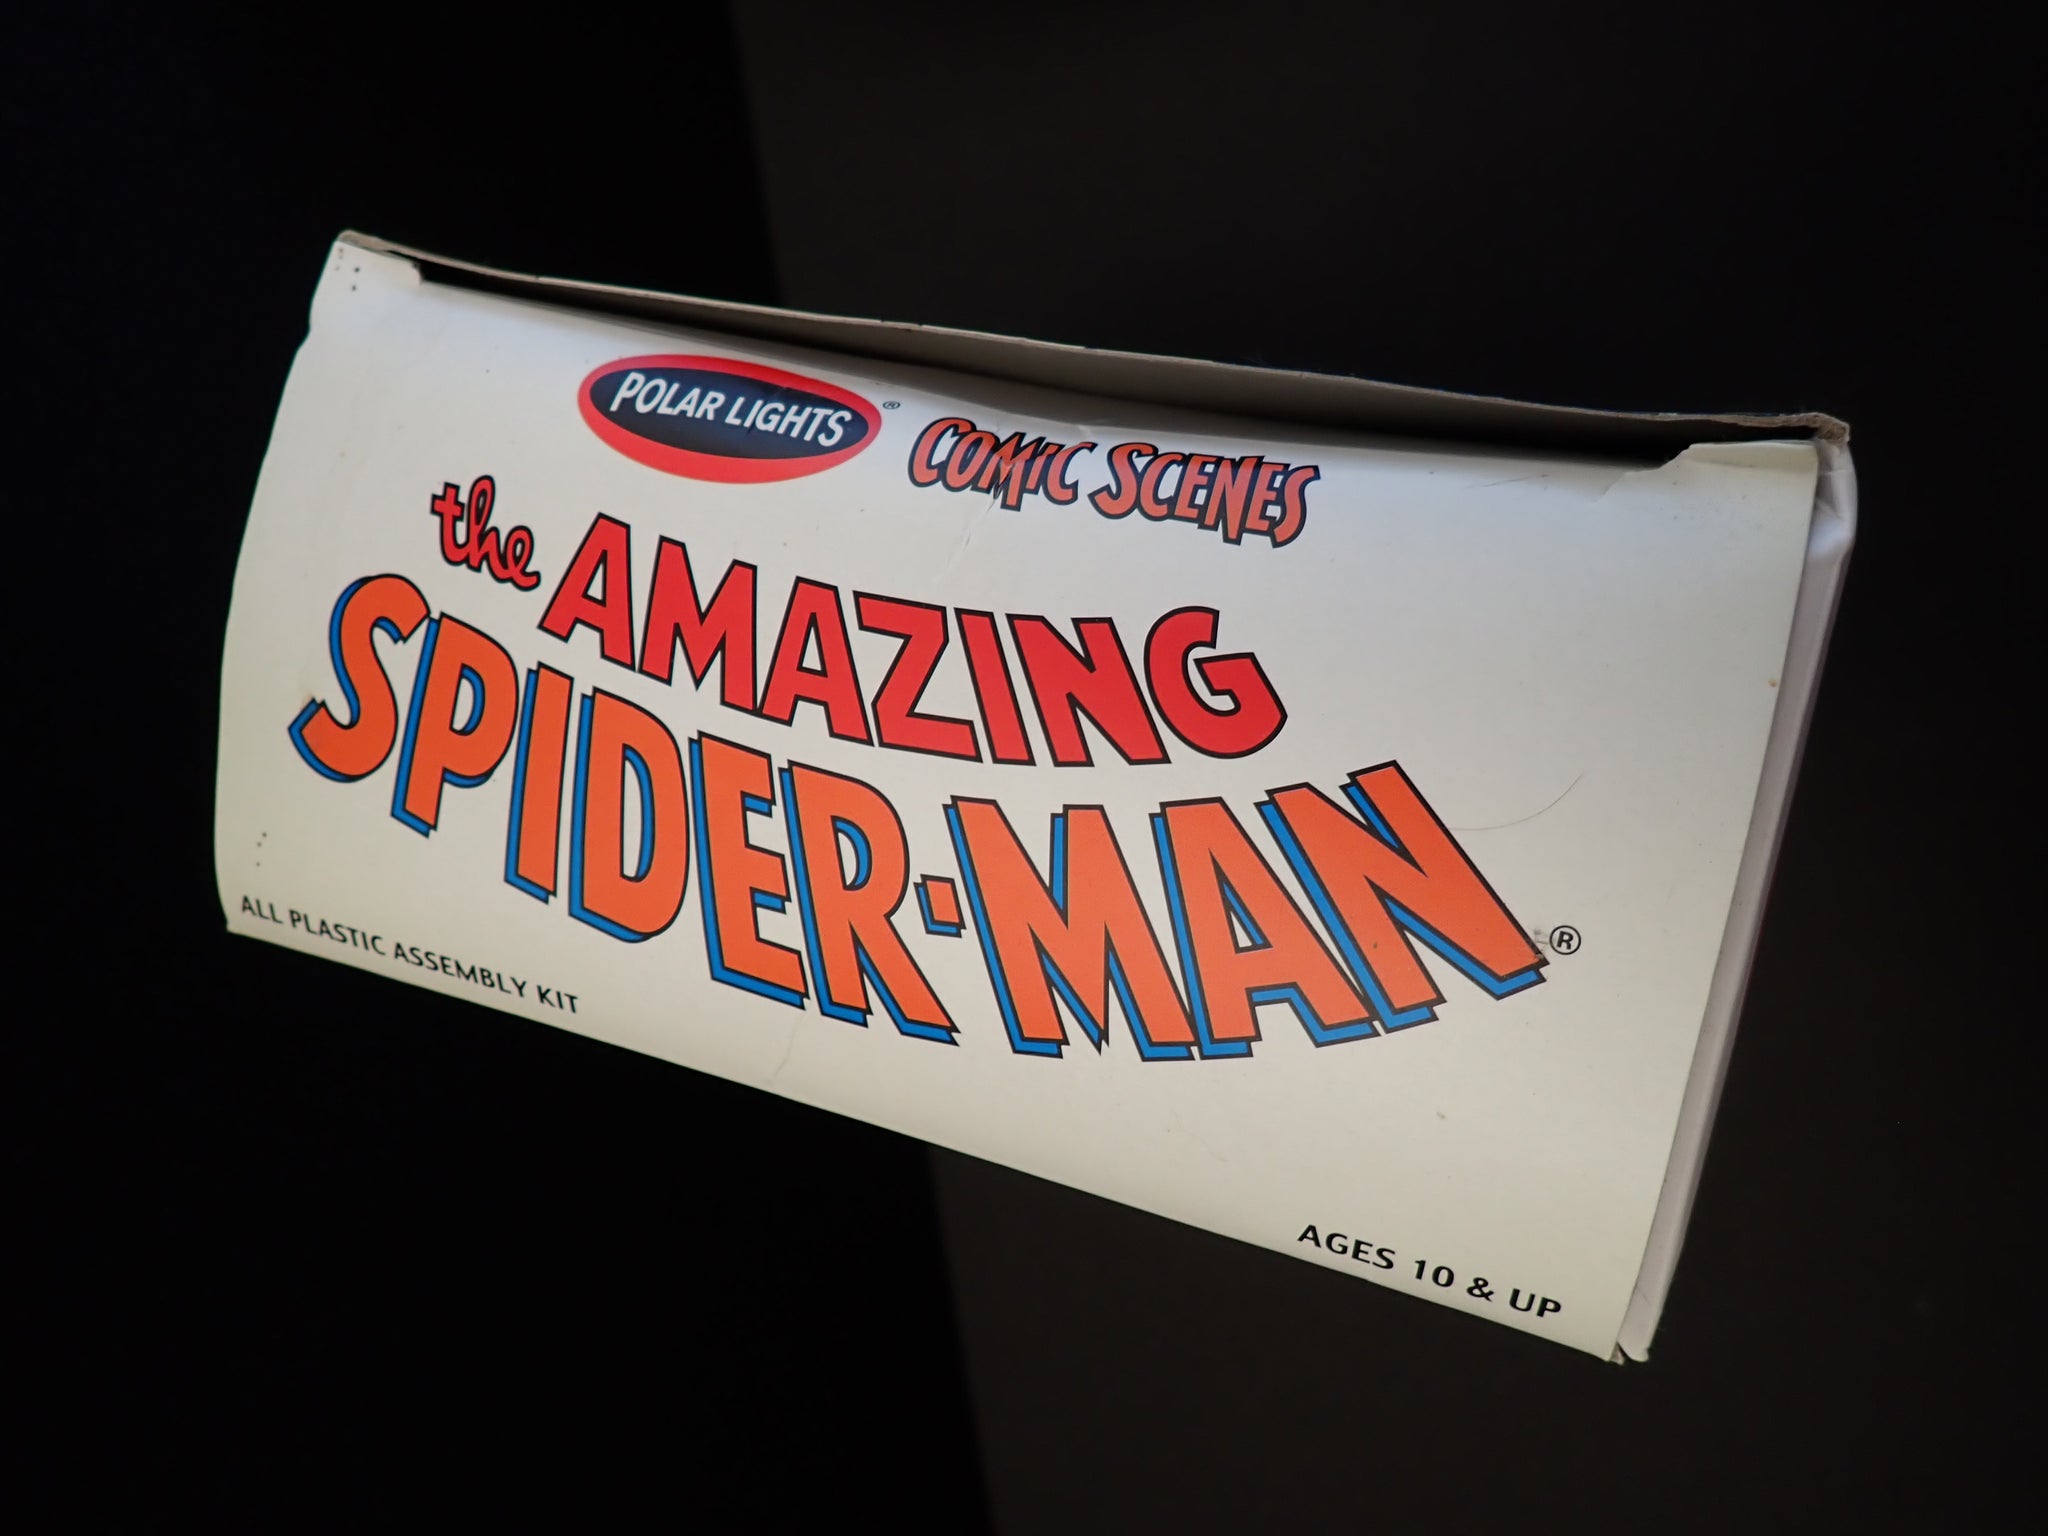 POLAR LIGHTS®
COMIC SCENES
the AMAZING
SPIDER-MAN®
ALL PLASTIC ASSEMBLY KIT
AGES 10 & UP